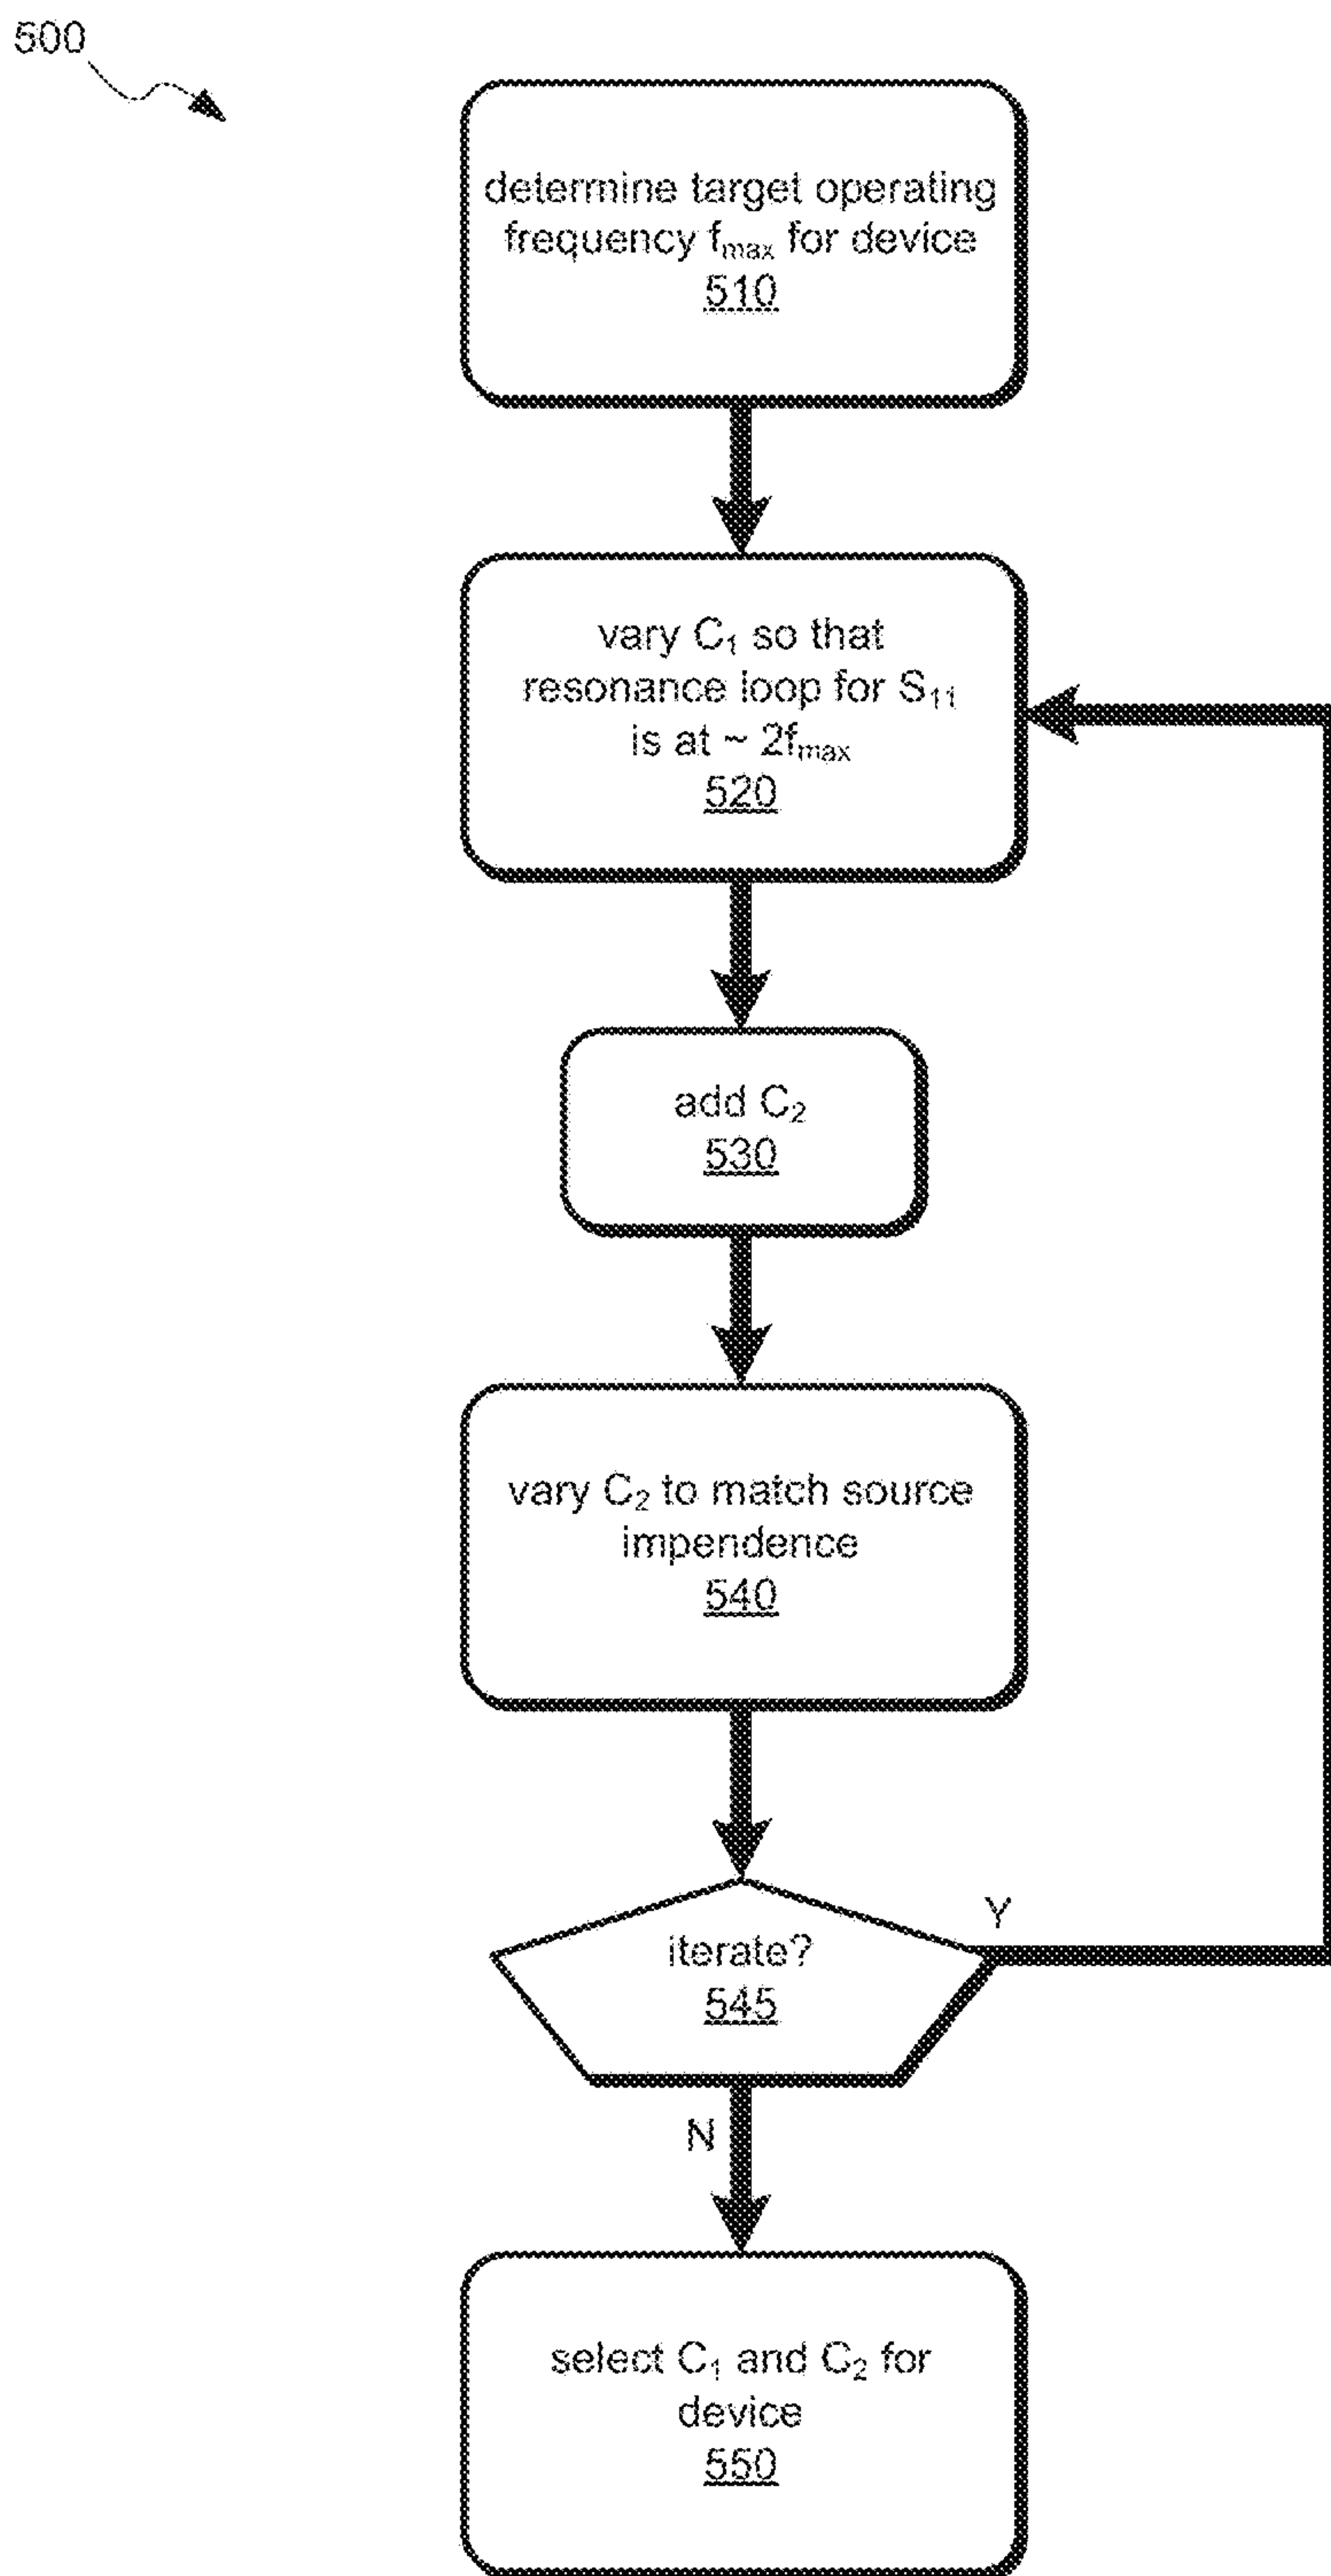 500
determine target operating
frequency fmax for device
510
vary C1 so that
resonance loop for S11
is at ~ 2fmax
520
add C2
530
vary C2 to match source
impendence
540
iterate?
545
Y
N
select C1 and C2 for
device
550